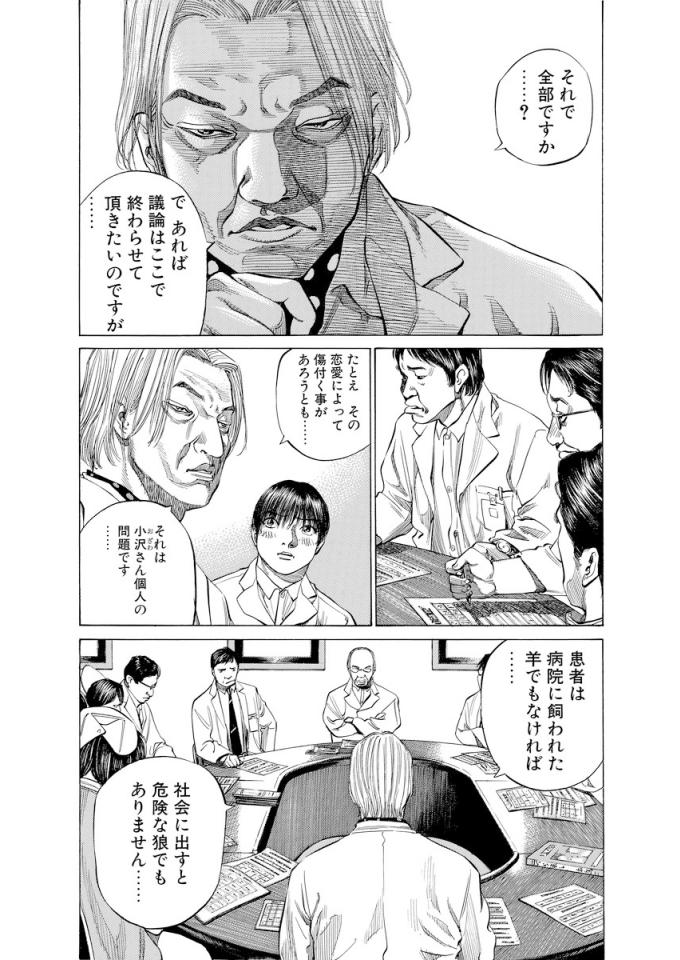 それで
全部ですか
……？
で あれば
議論はここで
終わらせて
頂きたいのですが
……
たとえ その
恋愛によって
傷付く事が
あろうとも……
それは
小沢さん個人の
おざわ
問題です
……
患者は
病院に飼われた
羊でもなければ
……
社会に出すと
危険な狼でも
ありません……